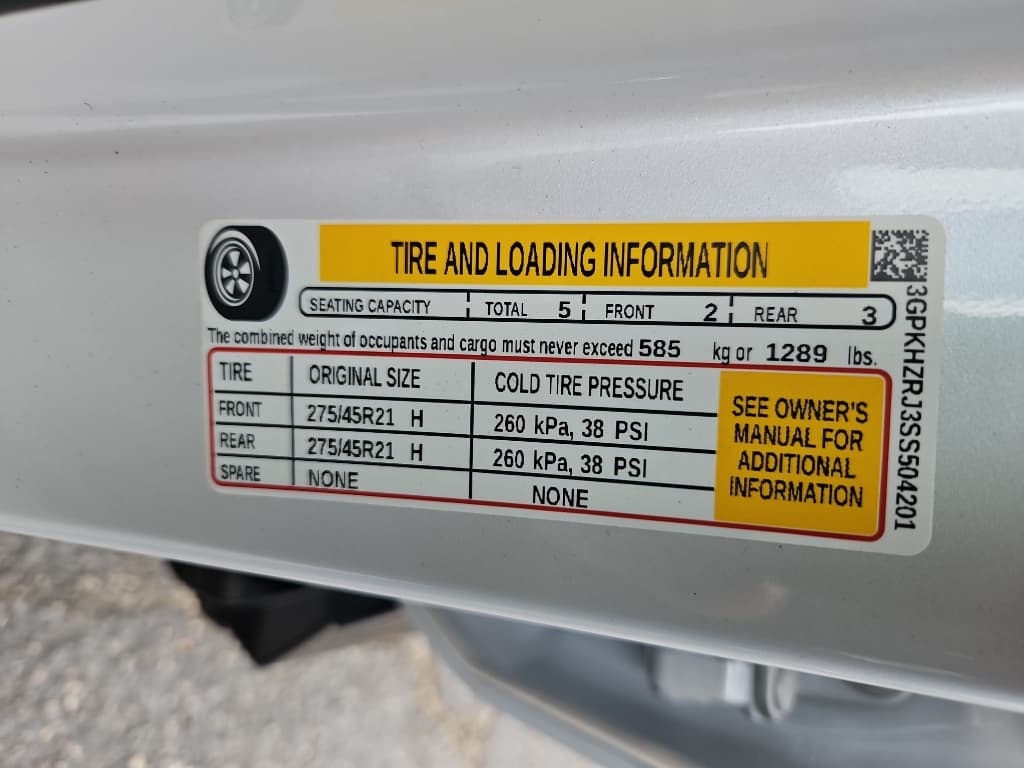 TIRE AND LOADING INFORMATION
SEATING CAPACITY TOTAL 5 FRONT 2 REAR 3
The combined weight of occupants and cargo must never exceed 585 kg or 1289 lbs.
TIRE ORIGINAL SIZE COLD TIRE PRESSURE
FRONT 275/45R21 H 260 kPa, 38 PSI
REAR 275/45R21 H 260 kPa, 38 PSI
SPARE NONE NONE
SEE OWNER'S
MANUAL FOR
ADDITIONAL
INFORMATION
3GPKHZRJ3SS504201